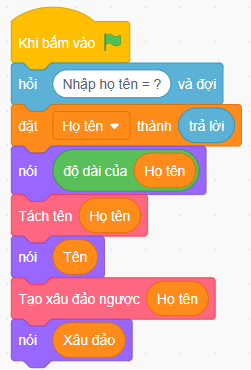 Khi bấm vào
hỏi Nhập họ tên = ? và đợi
đặt Họ tên thành trả lời
nói độ dài của Họ tên
Tách tên Họ tên
nói Tên
Tạo xâu đảo ngược Họ tên
nói Xâu đảo